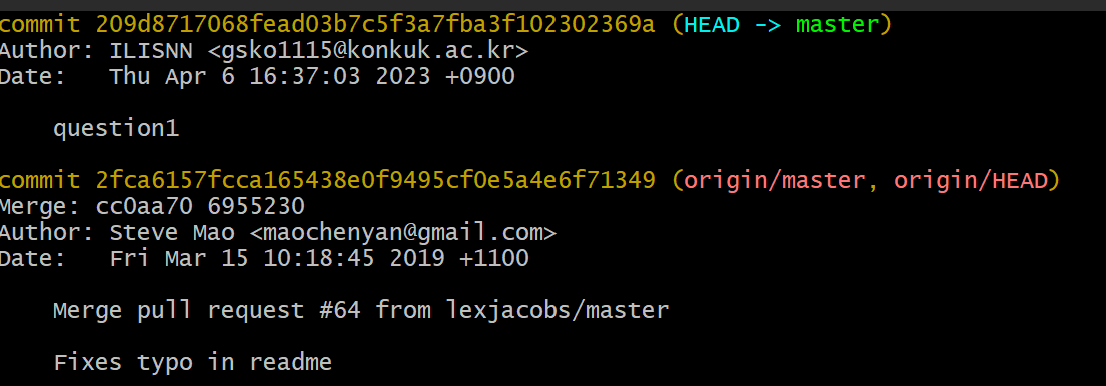 commit 209d8717068fead03b7c5f3a7fba3f102302369a (HEAD -> master)
Author: ILISNN <gsko1115@konkuk.ac.kr>
Date:   Thu Apr 6 16:37:03 2023 +0900
question1
commit 2fca6157fcca165438e0f9495cf0e5a4e6f71349 (origin/master, origin/HEAD)
Merge: cc0aa70 6955230
Author: Steve Mao <maochenyan@gmail.com>
Date:   Fri Mar 15 10:18:45 2019 +1100
Merge pull request #64 from lexjacobs/master
Fixes typo in readme